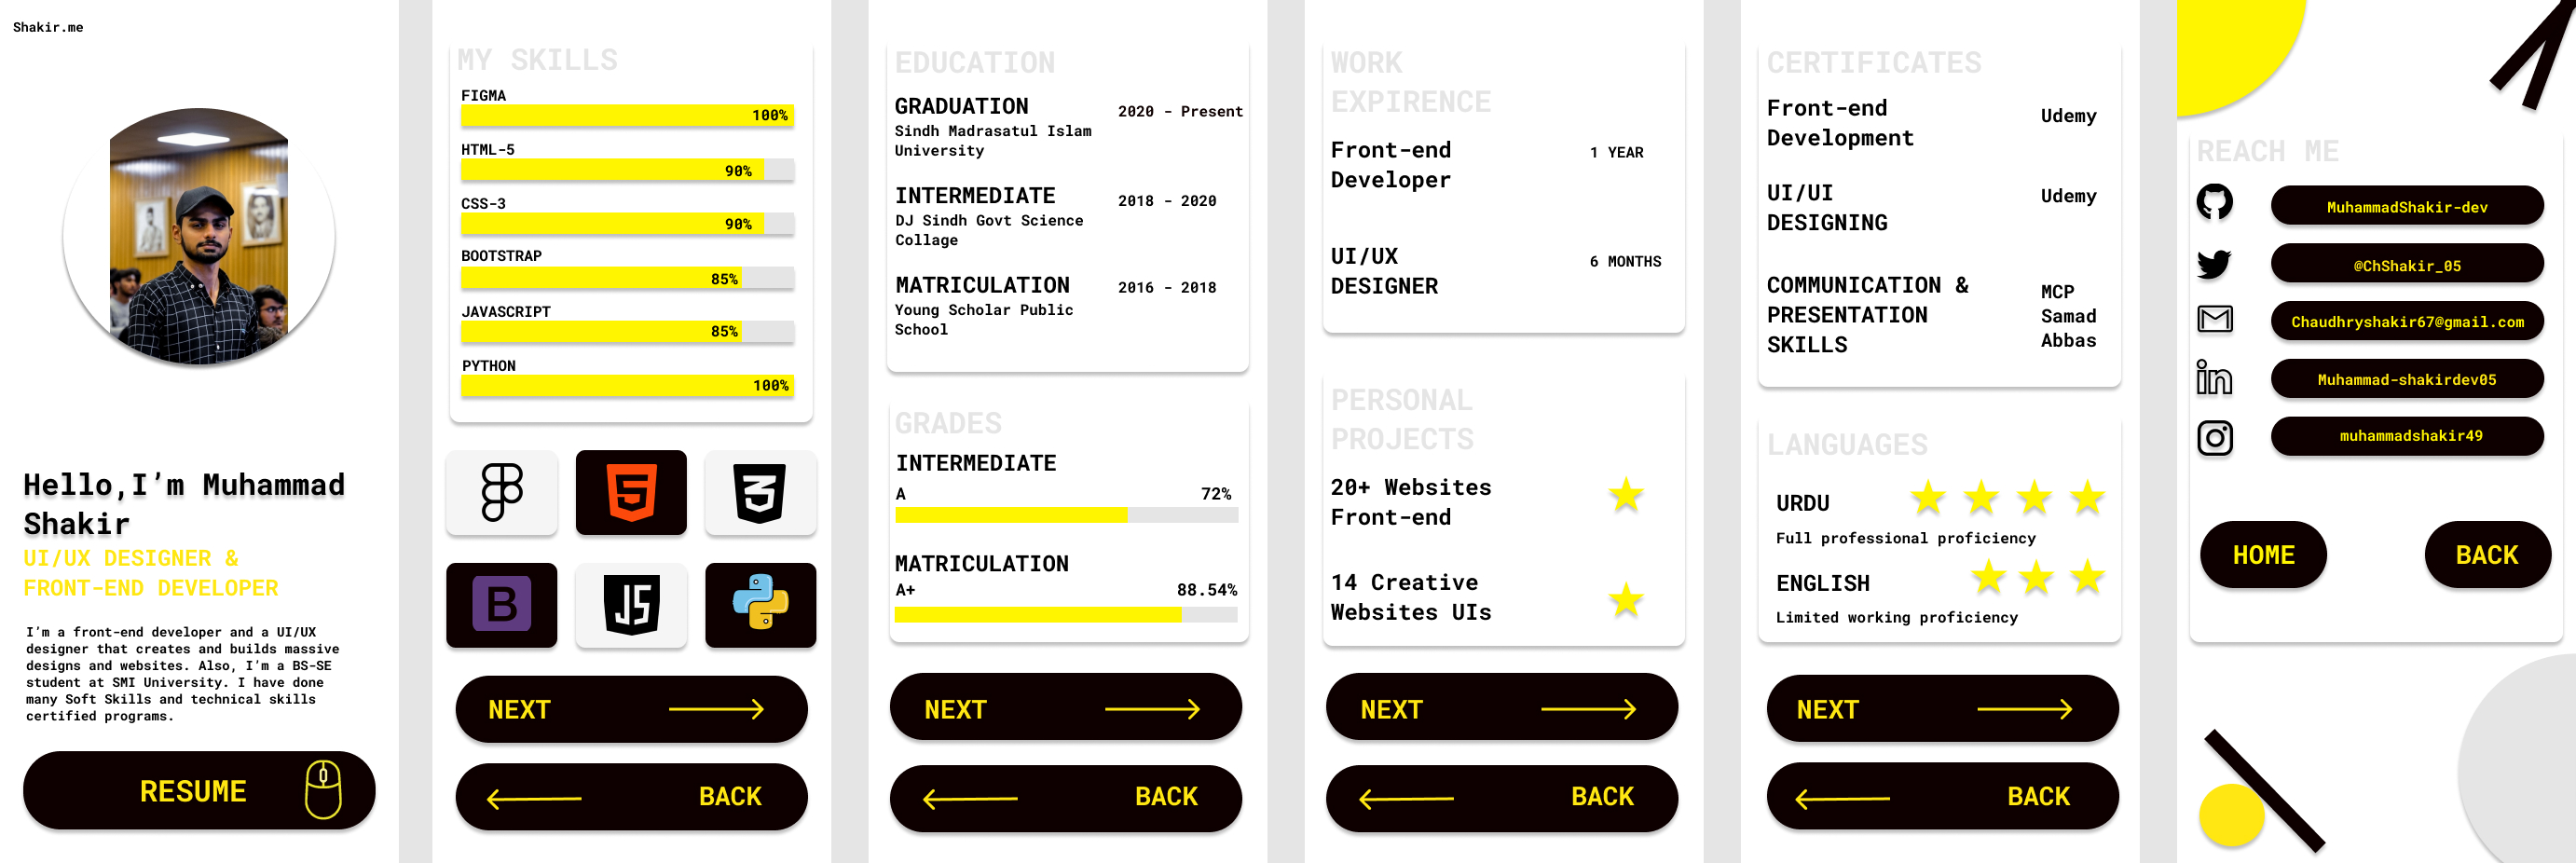 Shakir.me
Hello,I’m Muhammad
Shakir
UI/UX DESIGNER &
FRONT-END DEVELOPER
I’m a front-end developer and a UI/UX
designer that creates and builds massive
designs and websites. Also, I’m a BS-SE
student at SMI University. I have done
many Soft Skills and technical skills
certified programs.
RESUME
MY SKILLS
FIGMA
100%
HTML-5
90%
CSS-3
90%
BOOTSTRAP
85%
JAVASCRIPT
85%
PYTHON
100%
5
3
B
JS
NEXT
BACK
EDUCATION
GRADUATION
2020 - Present
Sindh Madrasatul Islam
University
INTERMEDIATE
2018 - 2020
DJ Sindh Govt Science
Collage
MATRICULATION
2016 - 2018
Young Scholar Public
School
GRADES
INTERMEDIATE
A 72%
MATRICULATION
A+ 88.54%
NEXT
BACK
WORK
EXPIRENCE
Front-end
Developer
1 YEAR
UI/UX
DESIGNER
6 MONTHS
PERSONAL
PROJECTS
20+ Websites
Front-end
14 Creative
Websites UIs
NEXT
BACK
CERTIFICATES
Front-end
Development
Udemy
UI/UI
DESIGNING
Udemy
COMMUNICATION &
PRESENTATION
SKILLS
MCP
Samad
Abbas
LANGUAGES
URDU
Full professional proficiency
ENGLISH
Limited working proficiency
NEXT
BACK
REACH ME
MuhammadShakir-dev
@ChShakir_05
Chaudhryshakir67@gmail.com
in
Muhammad-shakirdev05
muhammadshakir49
HOME
BACK